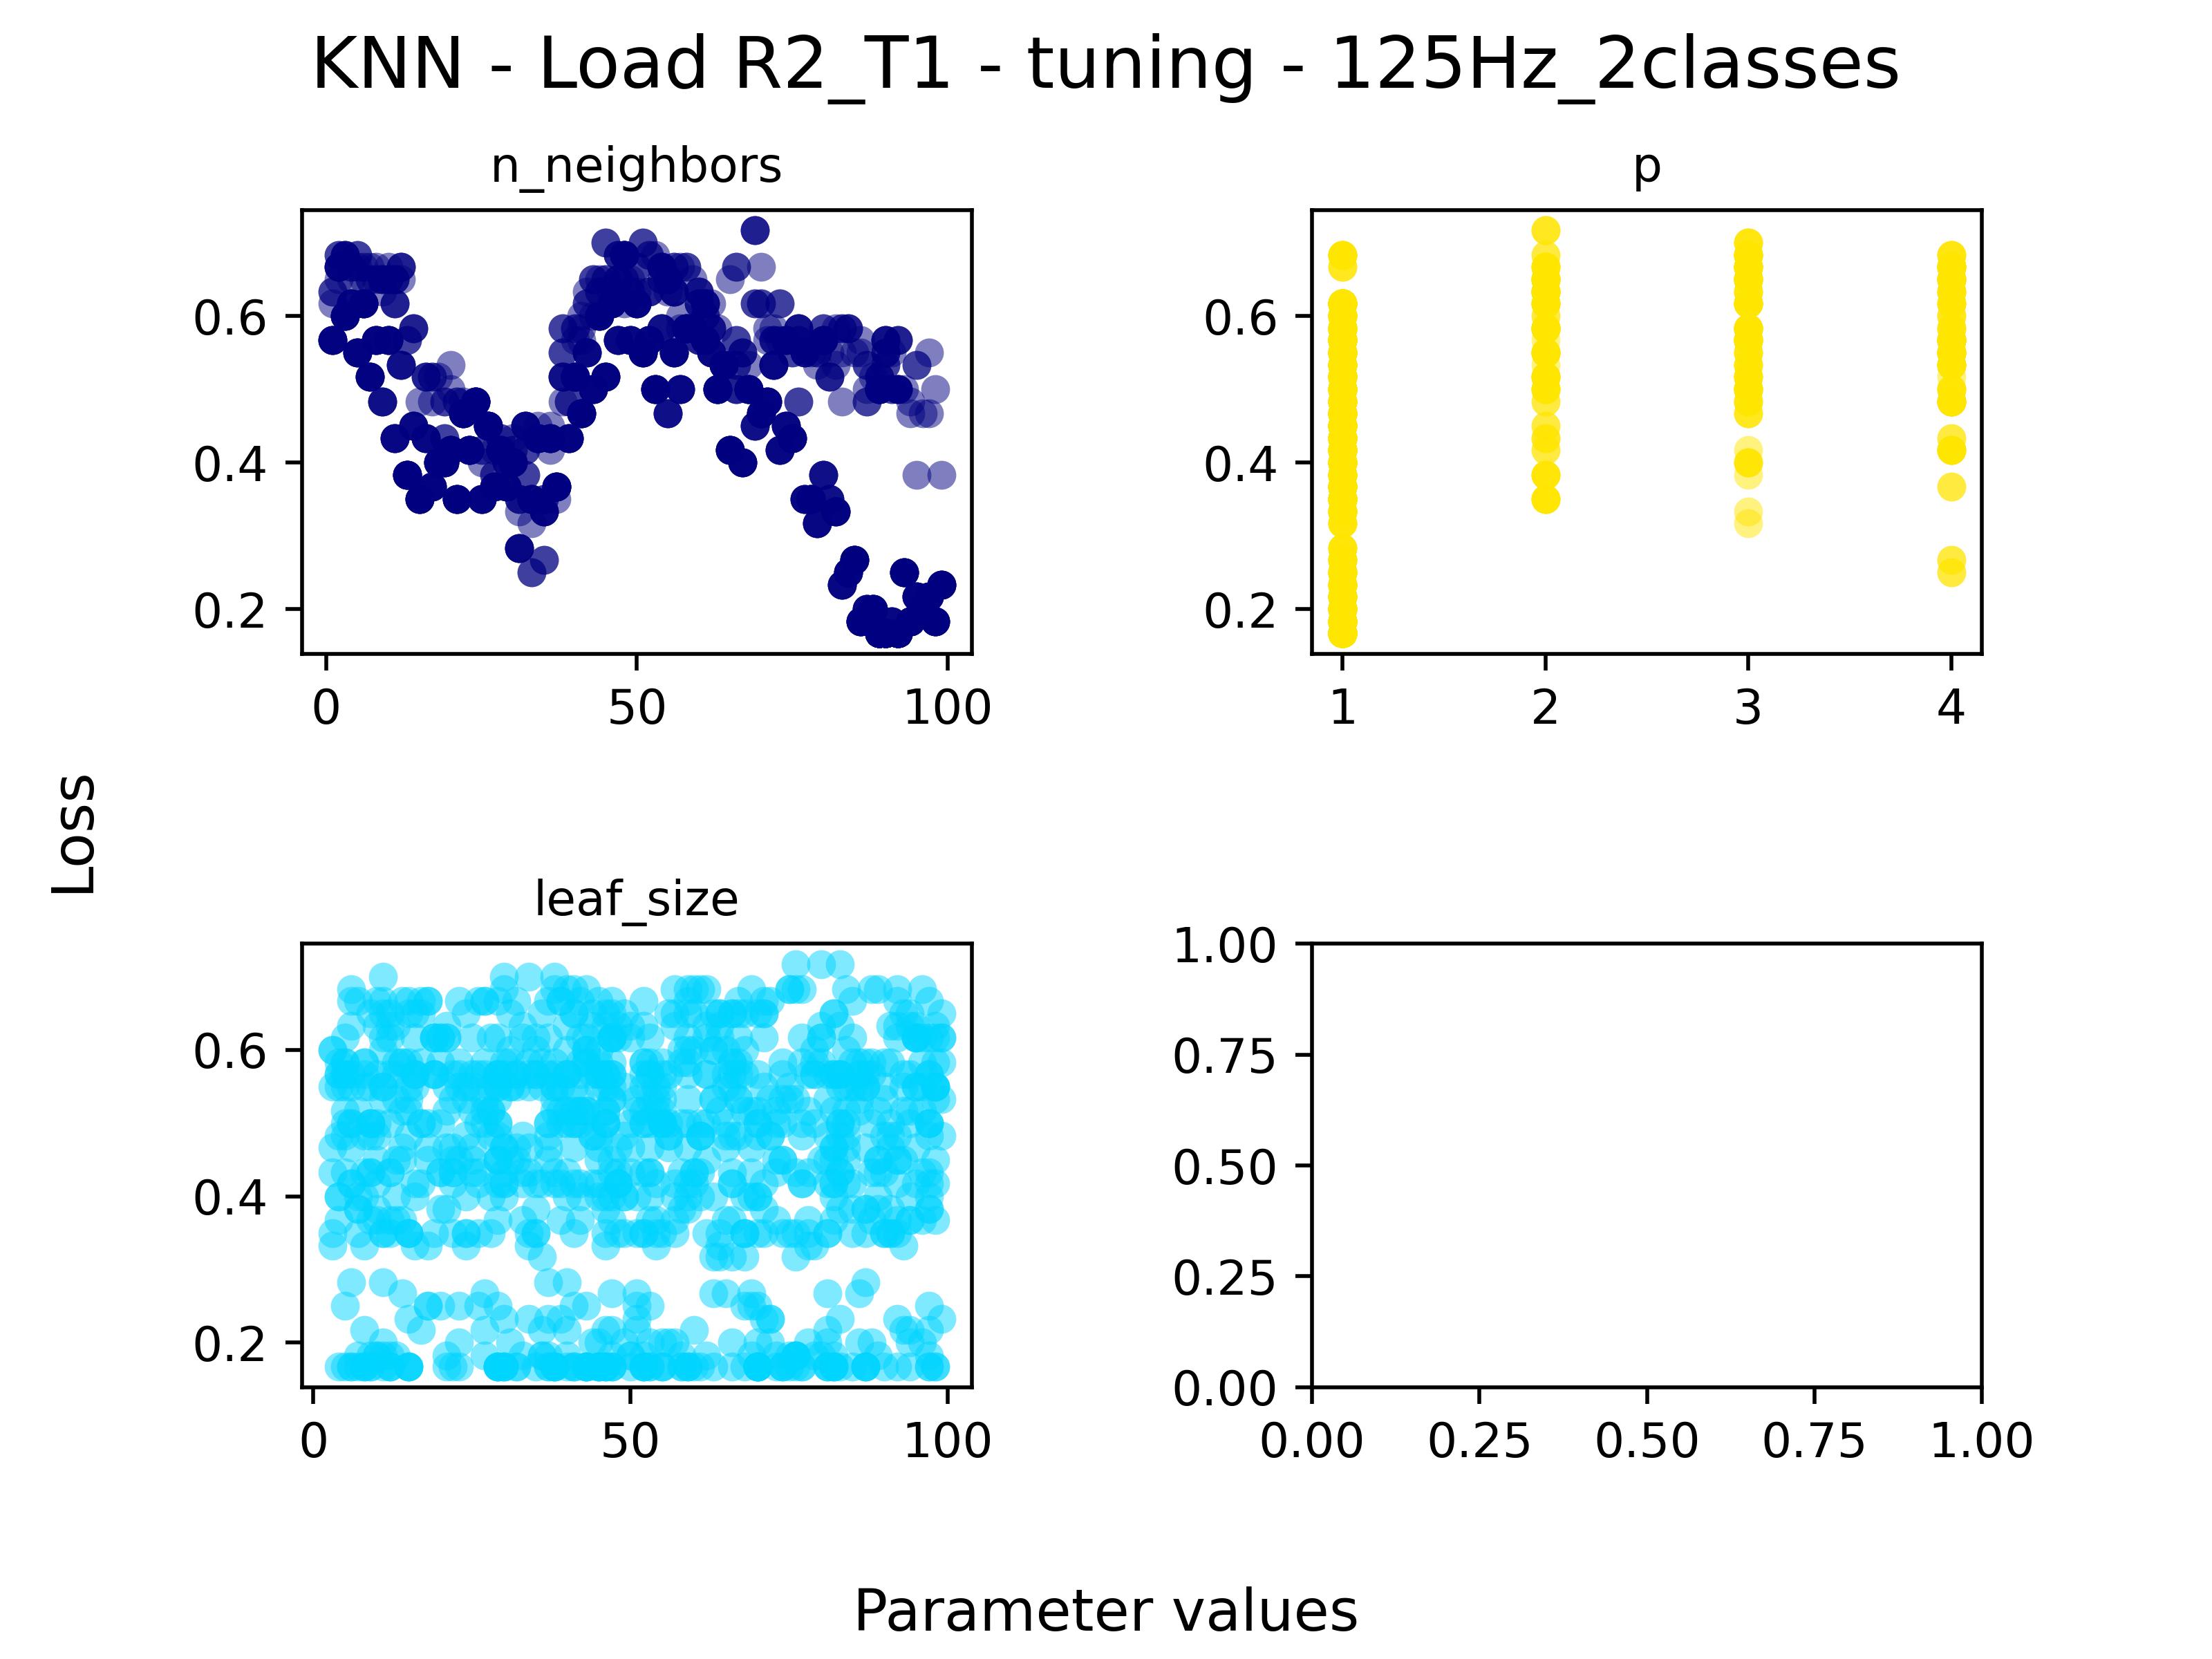 KNN - Load R2_T1 - tuning - 125Hz_2classes
n_neighbors
0.6
0.4
0.2
0 50 100
p
0.6
0.4
0.2
1 2 3 4
Loss
leaf_size
0.6
0.4
0.2
0 50 100
1.00
0.75
0.50
0.25
0.00
0.00 0.25 0.50 0.75 1.00
Parameter values